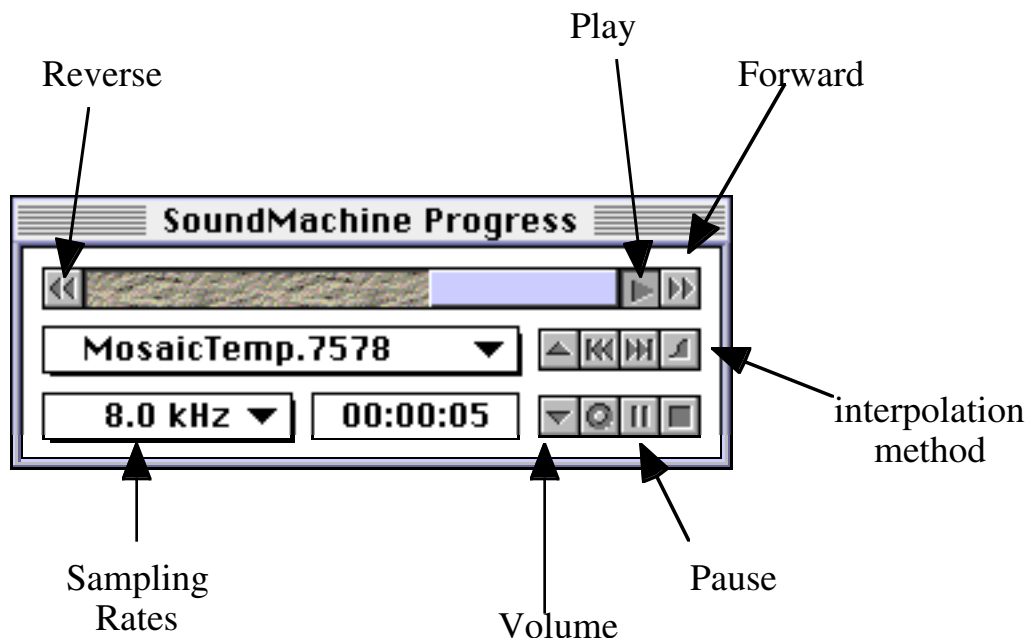 Play
Reverse
Forward
SoundMachine Progress
MosaicTemp.7578
8.0 kHz
00:00:05
interpolation
method
Sampling
Rates
Pause
Volume